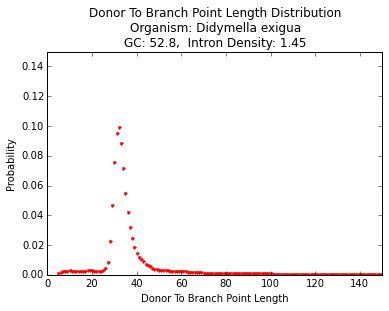 Donor To Branch Point Length Distribution
Organism: Didymella exigua
GC: 52.8,  Intron Density: 1.45
0.14
0.12
0.10
0.08
0.06
0.04
0.02
0.00
Probability
0 20 40 60 80 100 120 140
Donor To Branch Point Length